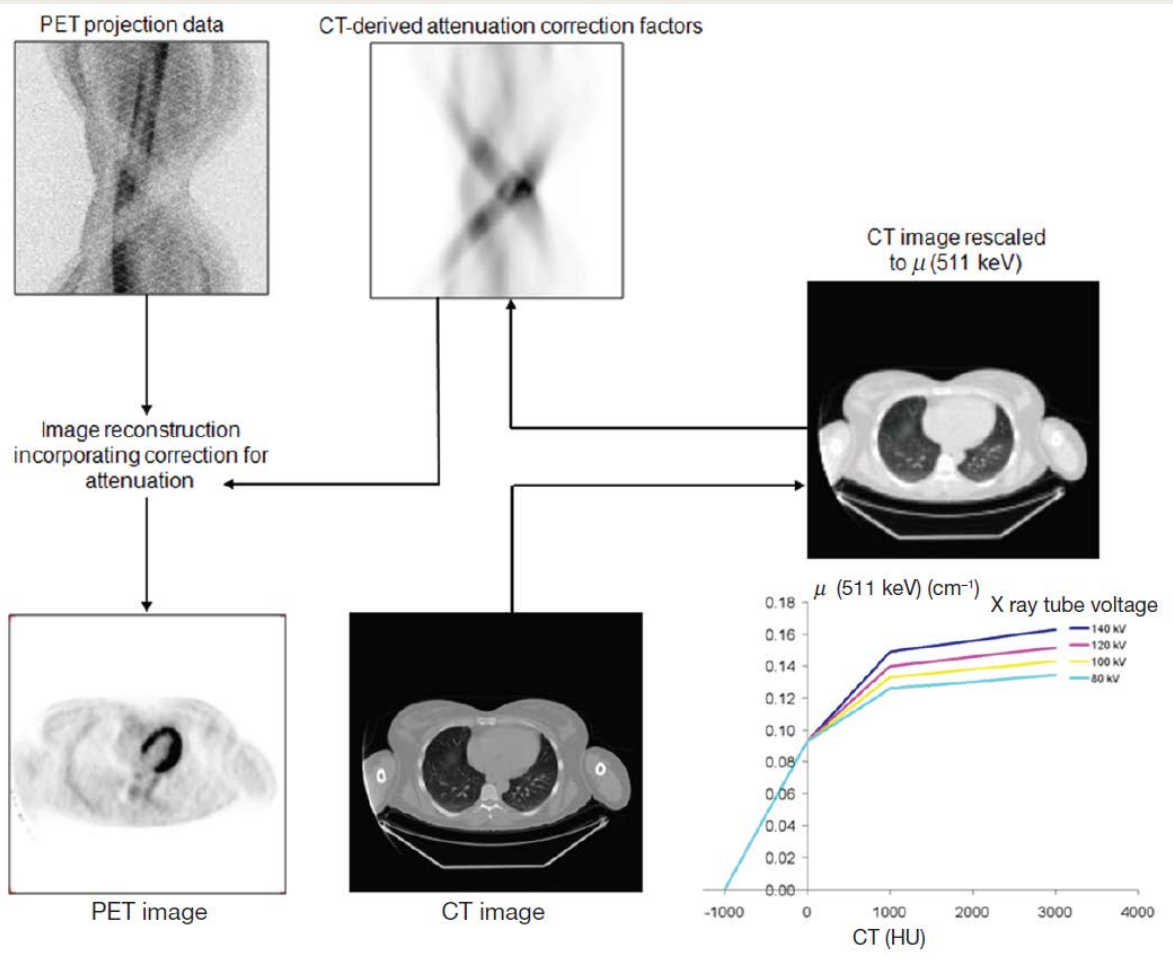 PET projection data
CT-derived attenuation correction factors
CT image rescaled
to μ (511 keV)
Image reconstruction
incorporating correction for
attenuation
μ (511 keV) (cm⁻¹)
X ray tube voltage
140 kV
120 kV
100 kV
80 kV
0.18
0.16
0.14
0.12
0.10
0.08
0.06
0.04
0.02
0.00
-1000
0
1000
2000
3000
4000
CT (HU)
PET image
CT image